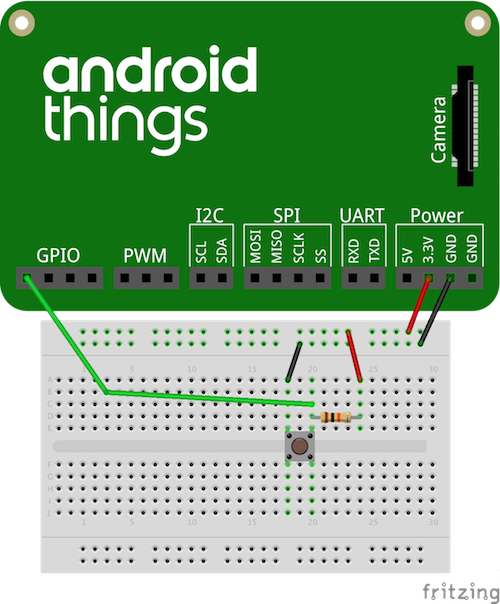 android
things
Camera
I2C SPI UART Power
GPIO PWM SCL SDA MOSI MISO SCLK SS RXD TXD 5V 3.3V GND GND
1 5 10 15 20 25 30
A
B
C
D
E
F
G
H
I
J
1 5 10 15 20 25 30
fritzing